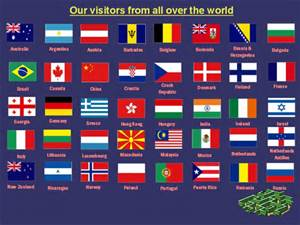 Our visitors from all over the world
Australia Argentina Austria Barbados Belgium Bermuda Bosnia & Herzegovina Bulgaria
Brazil Canada China Croatia Czech Republic Denmark Finland France
Georgia Germany Greece Hong Kong Hungary India Indonesia Israel
Italy Lithuania Luxembourg Macedonia Malaysia Mexico Netherlands Netherlands Antilles
New Zealand Nicaragua Norway Poland Portugal Puerto Rico Romania Russia